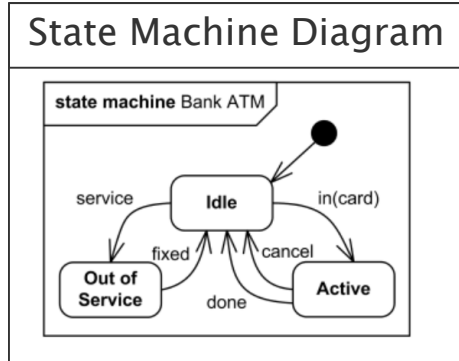 State Machine Diagram
state machine Bank ATM
service
Idle
in(card)
fixed
cancel
Out of
Service
done
Active